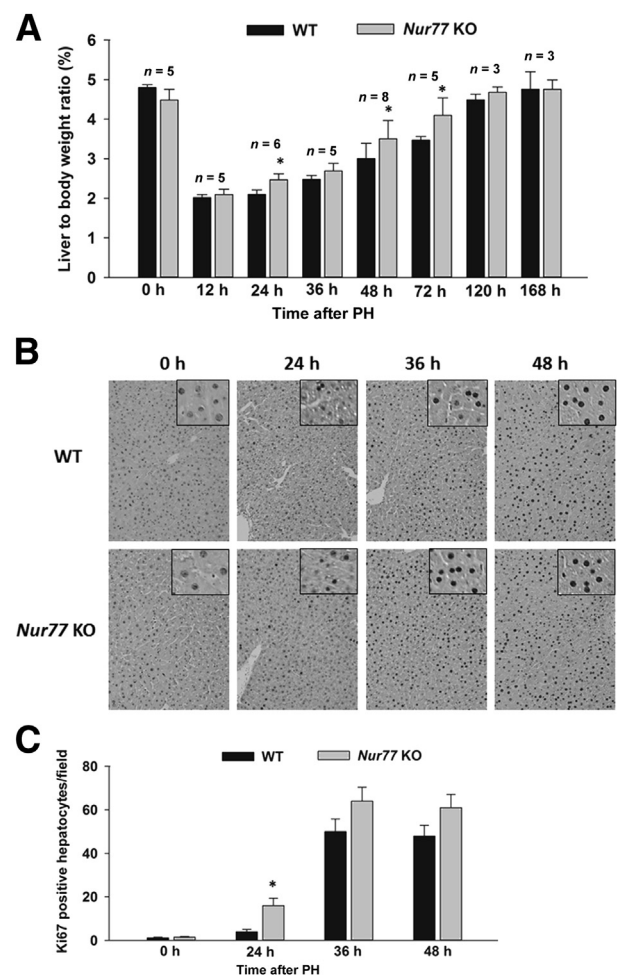 A
WT
Nur77 KO
Liver to body weight ratio (%)
6
5
4
3
2
1
0
n = 5
n = 5
n = 6
*
n = 5
n = 8
*
n = 5
*
n = 3
n = 3
0 h 12 h 24 h 36 h 48 h 72 h 120 h 168 h
Time after PH
B
0 h 24 h 36 h 48 h
WT
Nur77 KO
C
WT
Nur77 KO
Ki67 positive hepatocytes/field
80
60
40
20
0
*
0 h 24 h 36 h 48 h
Time after PH